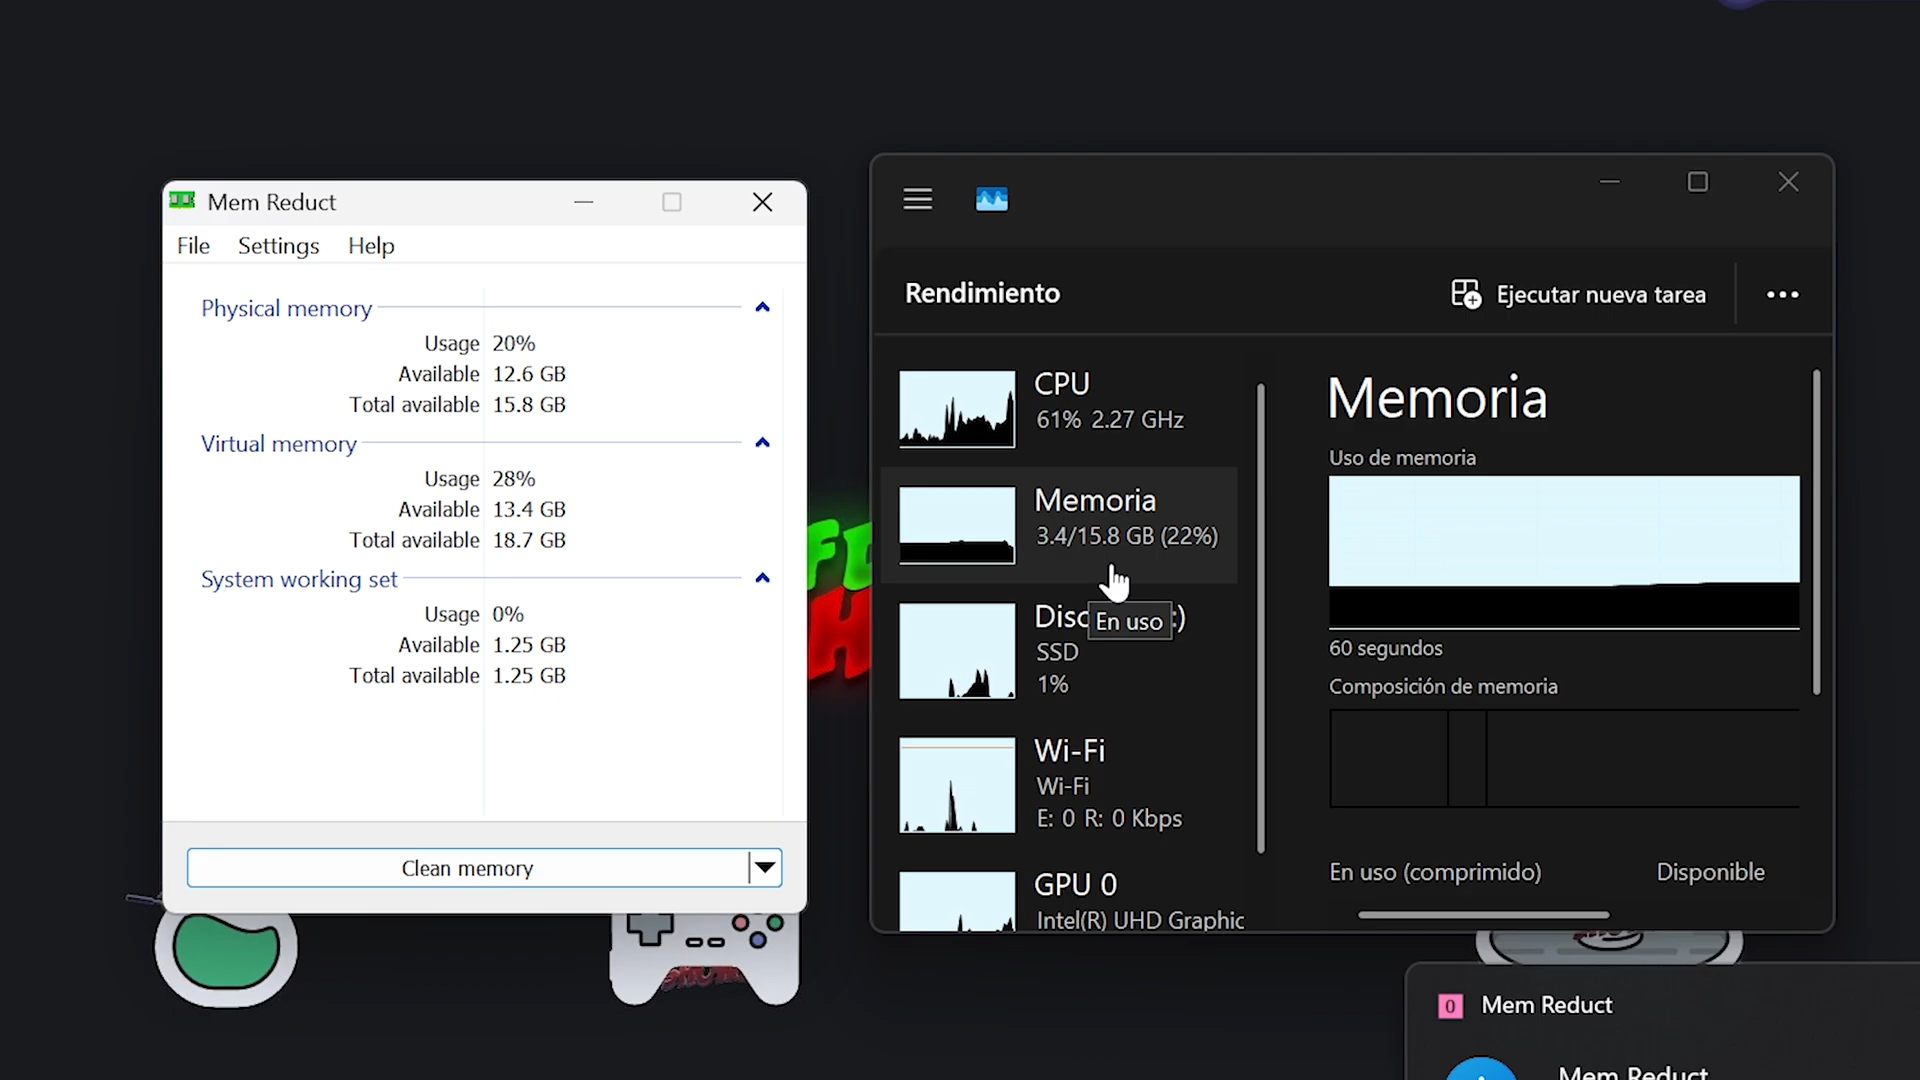 Mem Reduct
File Settings Help
Physical memory
Usage 20%
Available 12.6 GB
Total available 15.8 GB
Virtual memory
Usage 28%
Available 13.4 GB
Total available 18.7 GB
System working set
Usage 0%
Available 1.25 GB
Total available 1.25 GB
Clean memory
Rendimiento
Ejecutar nueva tarea
CPU
61% 2.27 GHz
Memoria
3.4/15.8 GB (22%)
En uso
:)
SSD
1%
Wi-Fi
Wi-Fi
E: 0 R: 0 Kbps
GPU 0
Intel(R) UHD Graphic
Memoria
Uso de memoria
60 segundos
Composición de memoria
En uso (comprimido)
Disponible
0 Mem Reduct
Mem Reduct